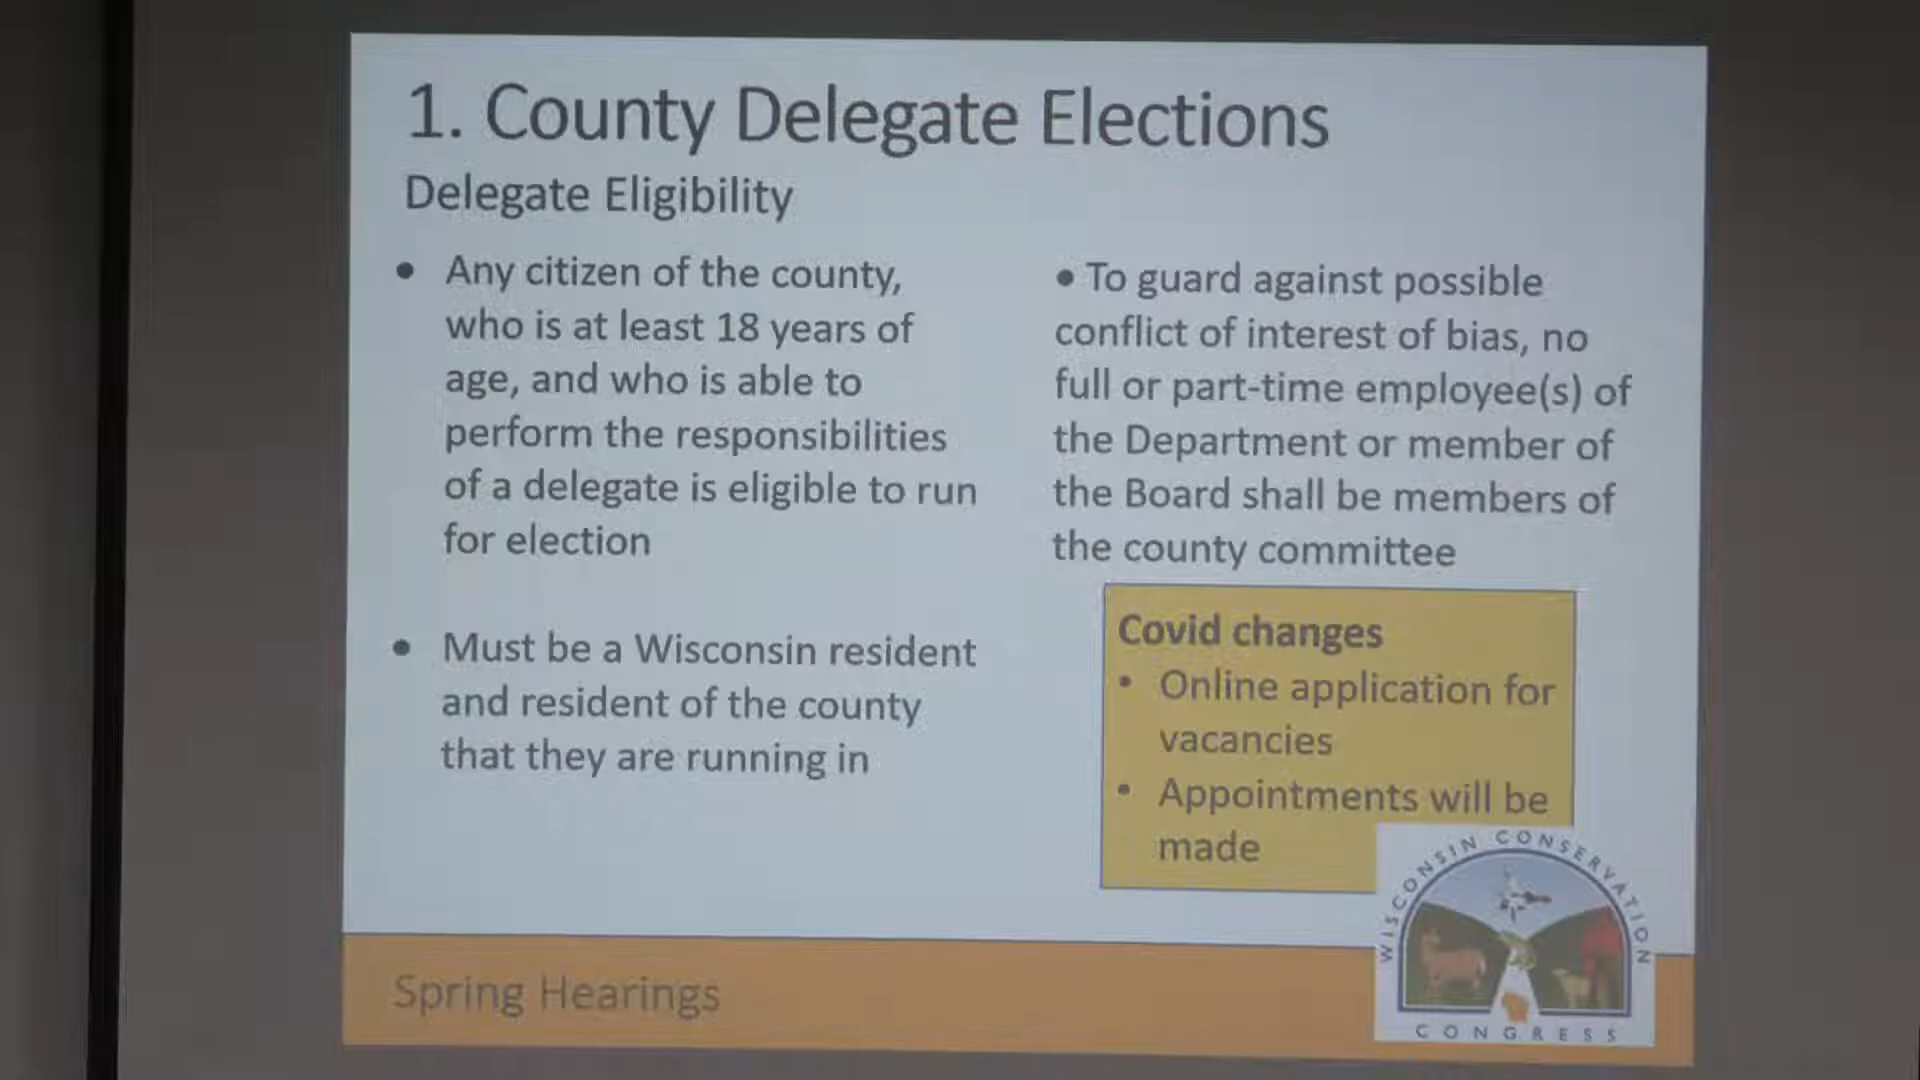 1. County Delegate Elections
Delegate Eligibility
• Any citizen of the county,
who is at least 18 years of
age, and who is able to
perform the responsibilities
of a delegate is eligible to run
for election
• Must be a Wisconsin resident
and resident of the county
that they are running in
• To guard against possible
conflict of interest of bias, no
full or part-time employee(s) of
the Department or member of
the Board shall be members of
the county committee
Covid changes
• Online application for
vacancies
• Appointments will be
made
Spring Hearings
WISCONSIN CONSERVATION
CONGRESS